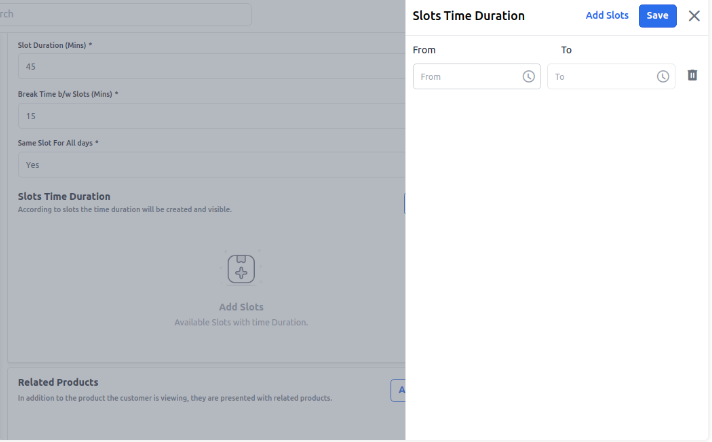 rch
Slot Duration (Mins) *
45
Break Time b/w Slots (Mins) *
15
Same Slot For All days *
Yes
Slots Time Duration
According to slots the time duration will be created and visible.
Add Slots
Available Slots with time Duration.
Related Products
A
In addition to the product the customer is viewing, they are presented with related products.
Slots Time Duration
Add Slots
Save
From
To
From
To